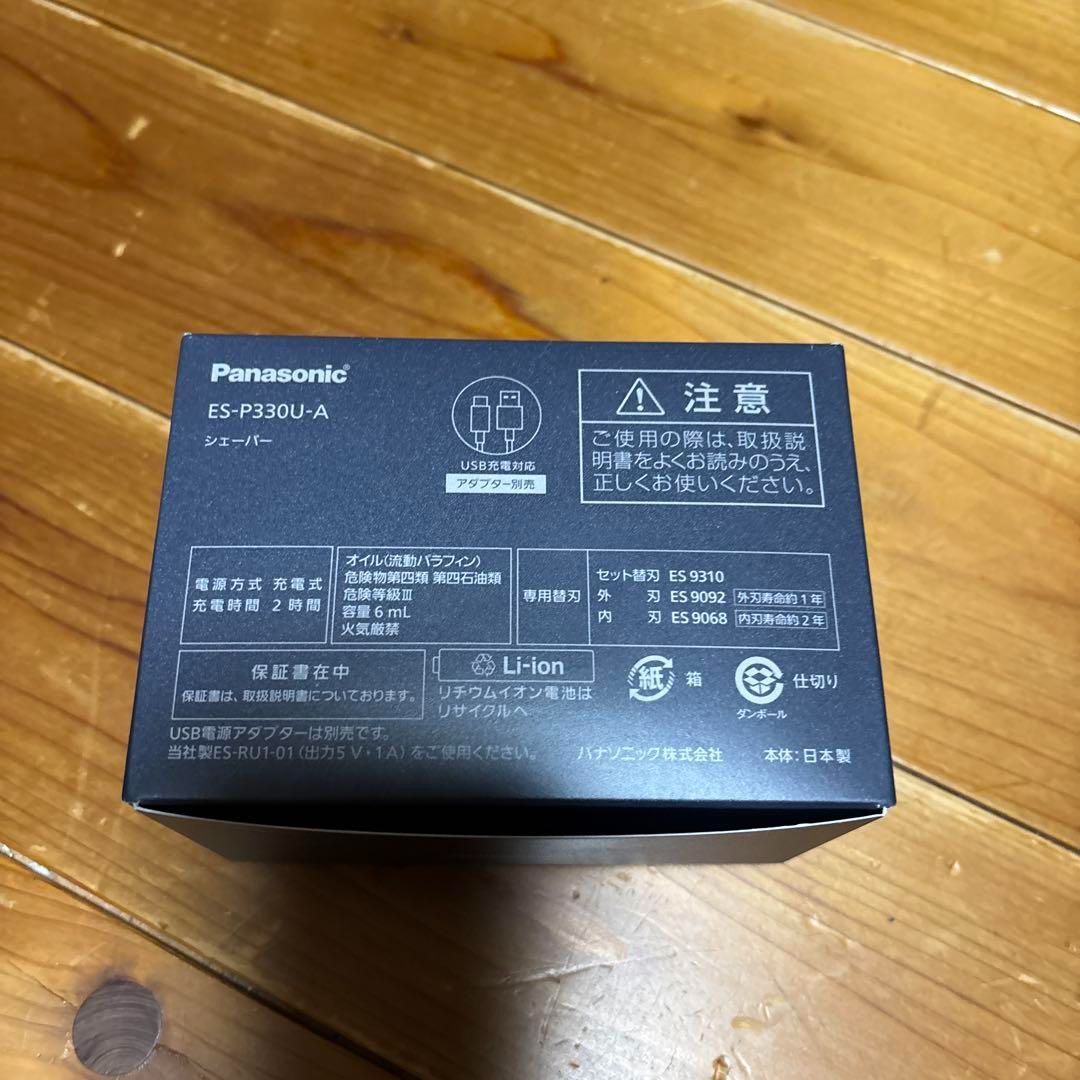 Panasonic®
ES-P330U-A
シェーバー
USB充電対応
アダプター別売
注意
ご使用の際は、取扱説
明書をよくお読みのうえ、
正しくお使いください。
電源方式 充電式
充電時間 2時間
オイル(流動パラフィン)
危険物第四類 第四石油類
危険等級Ⅲ
容量6 mL
火気厳禁
専用替刃
セット替刃 ES 9310
外 刃 ES 9092 外刃寿命約1年
内 刃 ES 9068 内刃寿命約2年
保証書在中
保証書は、取扱説明書についております。
Li-ion
リチウムイオン電池は
リサイクルへ
紙 箱
ダンボール
仕切り
USB電源アダプターは別売です。
当社製ES-RU1-01(出力5 V・1A)をご使用ください。
パナソニック株式会社 本体:日本製